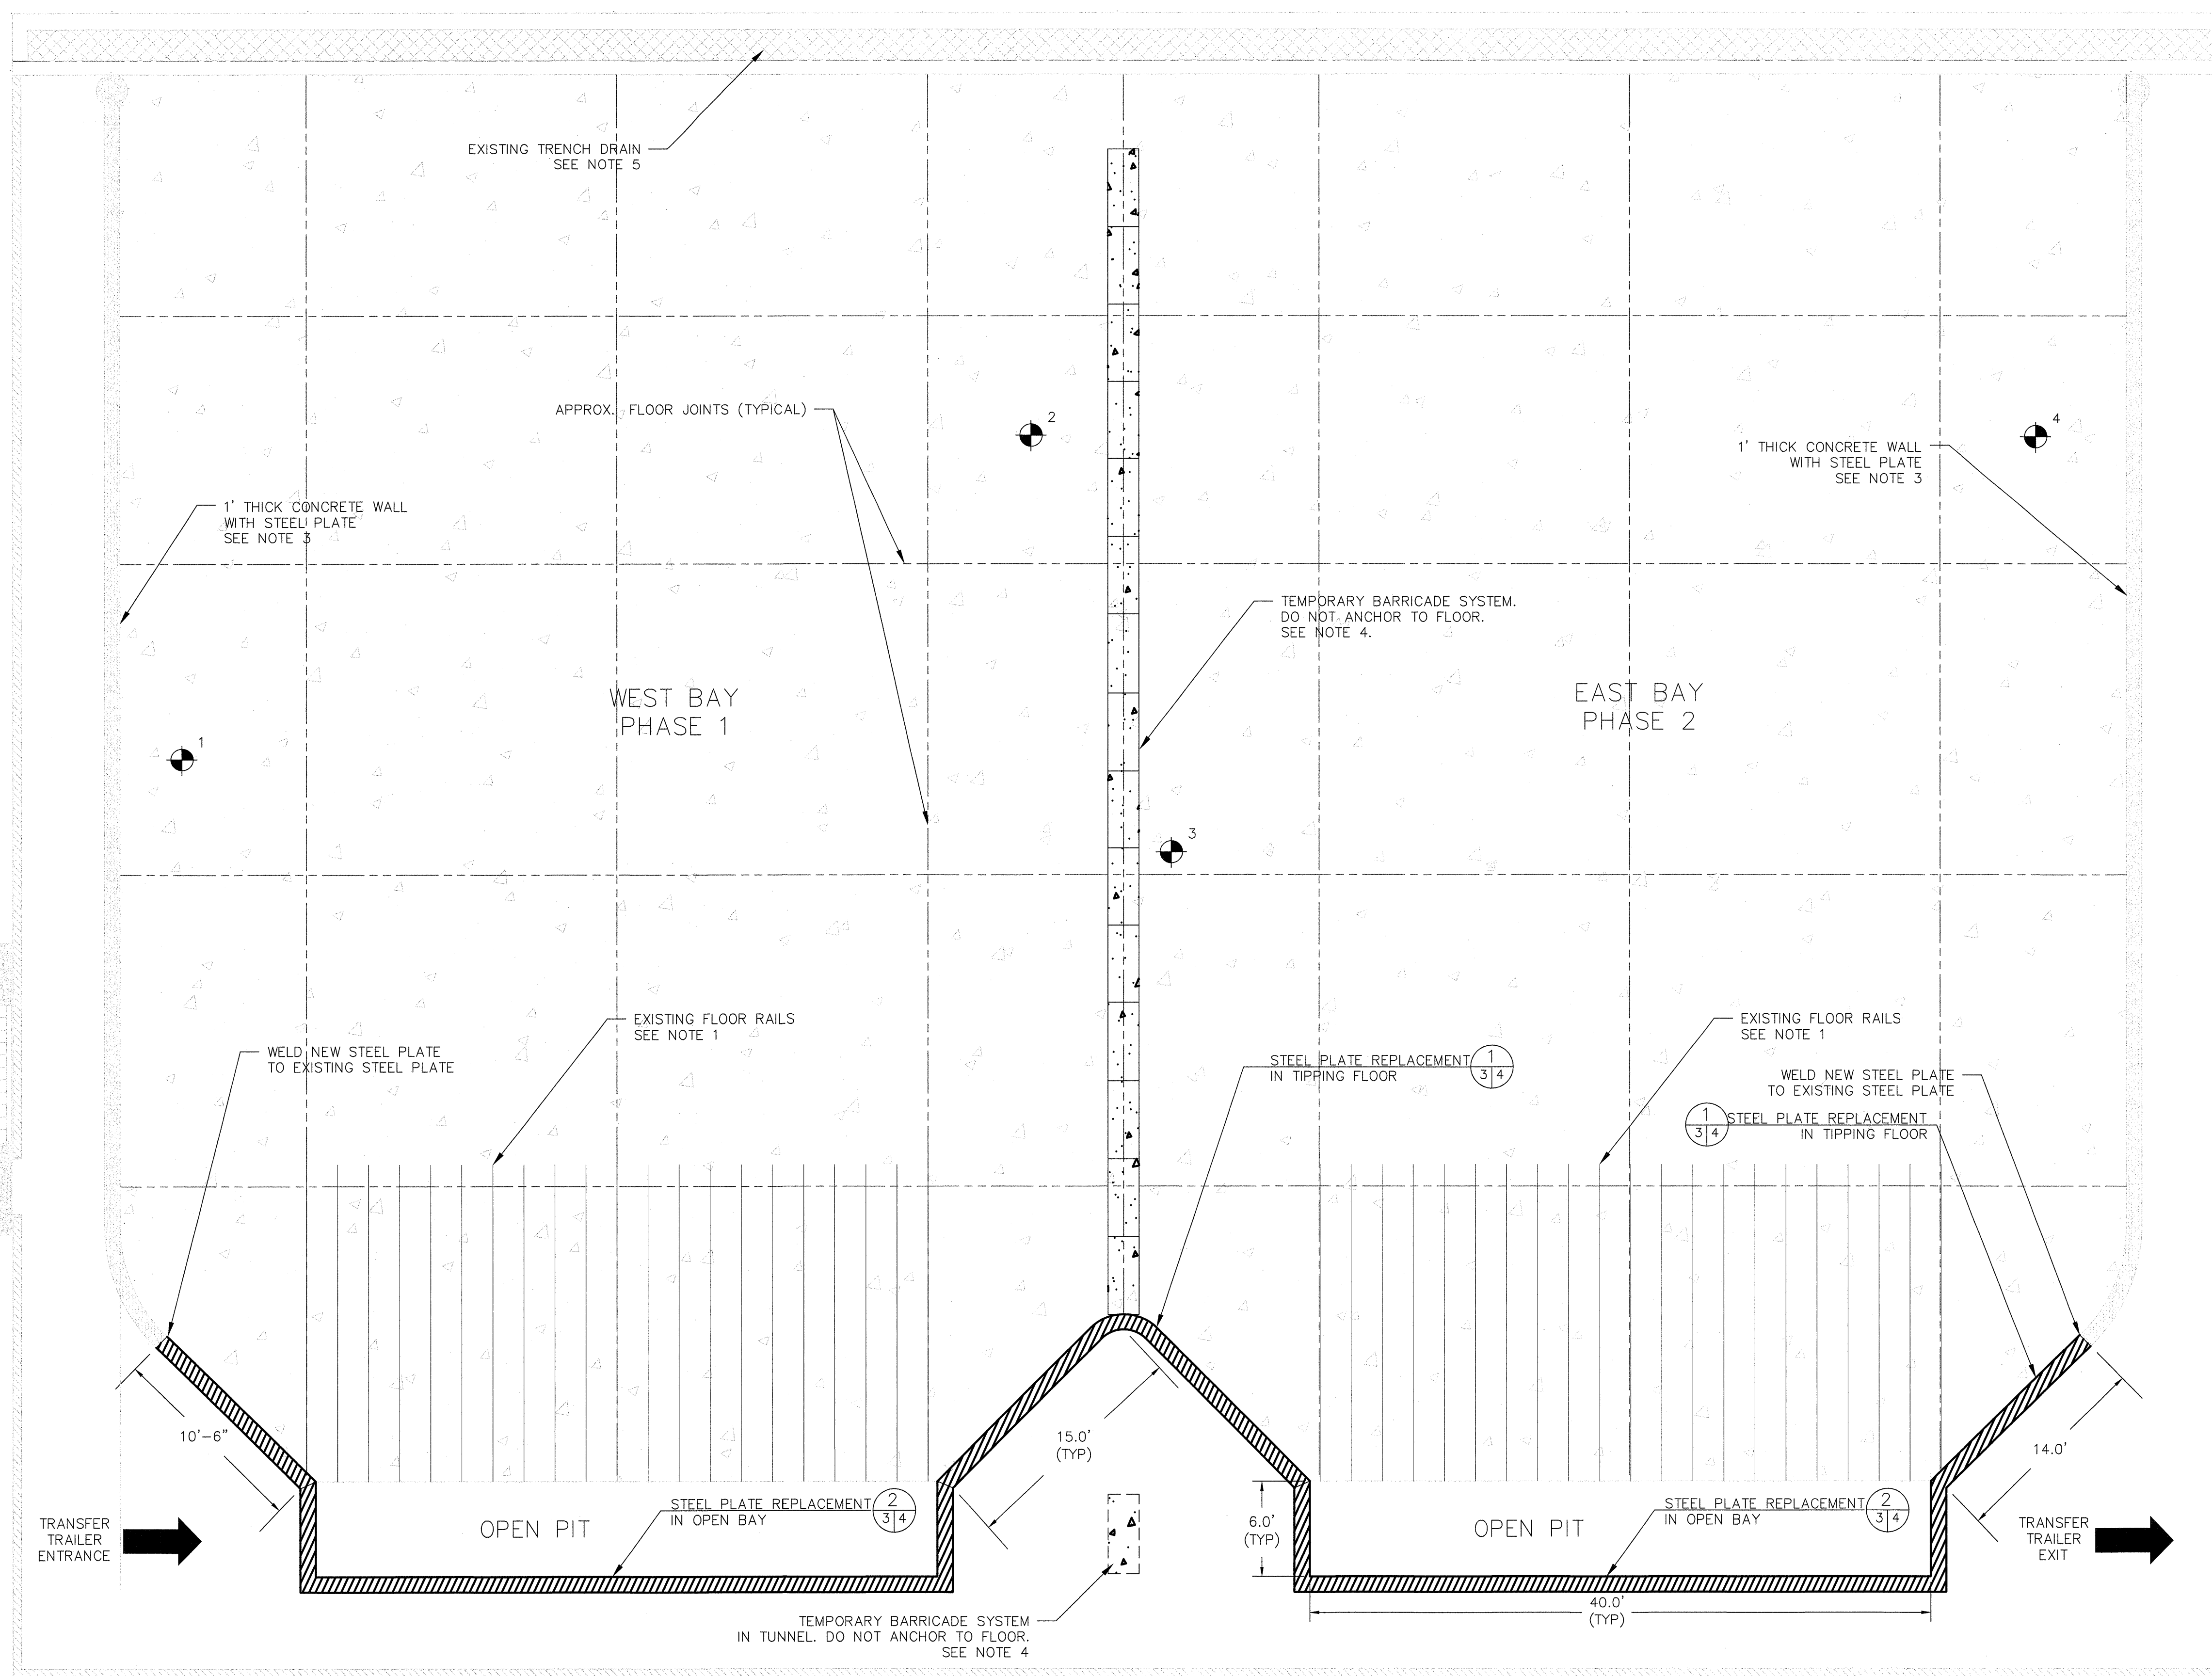 EXISTING TRENCH DRAIN
SEE NOTE 5
APPROX. FLOOR JOINTS (TYPICAL)
2
4
1' THICK CONCRETE WALL
WITH STEEL PLATE
SEE NOTE 3
1' THICK CONCRETE WALL
WITH STEEL PLATE
SEE NOTE 3
TEMPORARY BARRICADE SYSTEM.
DO NOT ANCHOR TO FLOOR.
SEE NOTE 4.
WEST BAY
PHASE 1
EAST BAY
PHASE 2
1
3
EXISTING FLOOR RAILS
SEE NOTE 1
EXISTING FLOOR RAILS
SEE NOTE 1
WELD NEW STEEL PLATE
TO EXISTING STEEL PLATE
STEEL PLATE REPLACEMENT
IN TIPPING FLOOR
1
3 4
WELD NEW STEEL PLATE
TO EXISTING STEEL PLATE
1
3 4
STEEL PLATE REPLACEMENT
IN TIPPING FLOOR
10'-6"
15.0'
(TYP)
14.0'
TRANSFER
TRAILER
ENTRANCE
OPEN PIT
STEEL PLATE REPLACEMENT
IN OPEN BAY
2
3 4
6.0'
(TYP)
OPEN PIT
STEEL PLATE REPLACEMENT
IN OPEN BAY
2
3 4
TRANSFER
TRAILER
EXIT
40.0'
(TYP)
TEMPORARY BARRICADE SYSTEM
IN TUNNEL. DO NOT ANCHOR TO FLOOR.
SEE NOTE 4